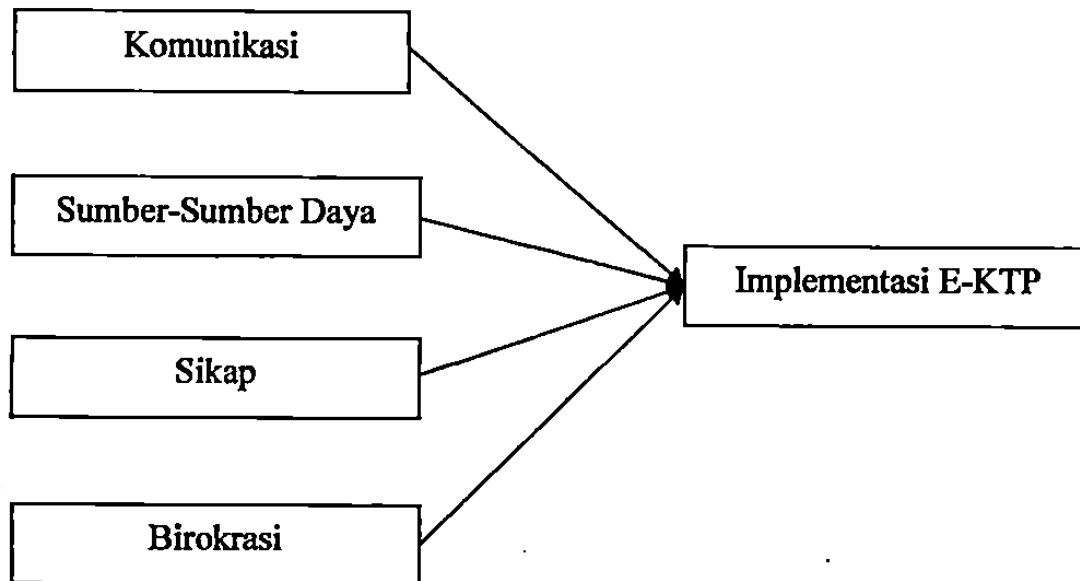 Komunikasi
Sumber-Sumber Daya
Implementasi E-KTP
Sikap
Birokrasi